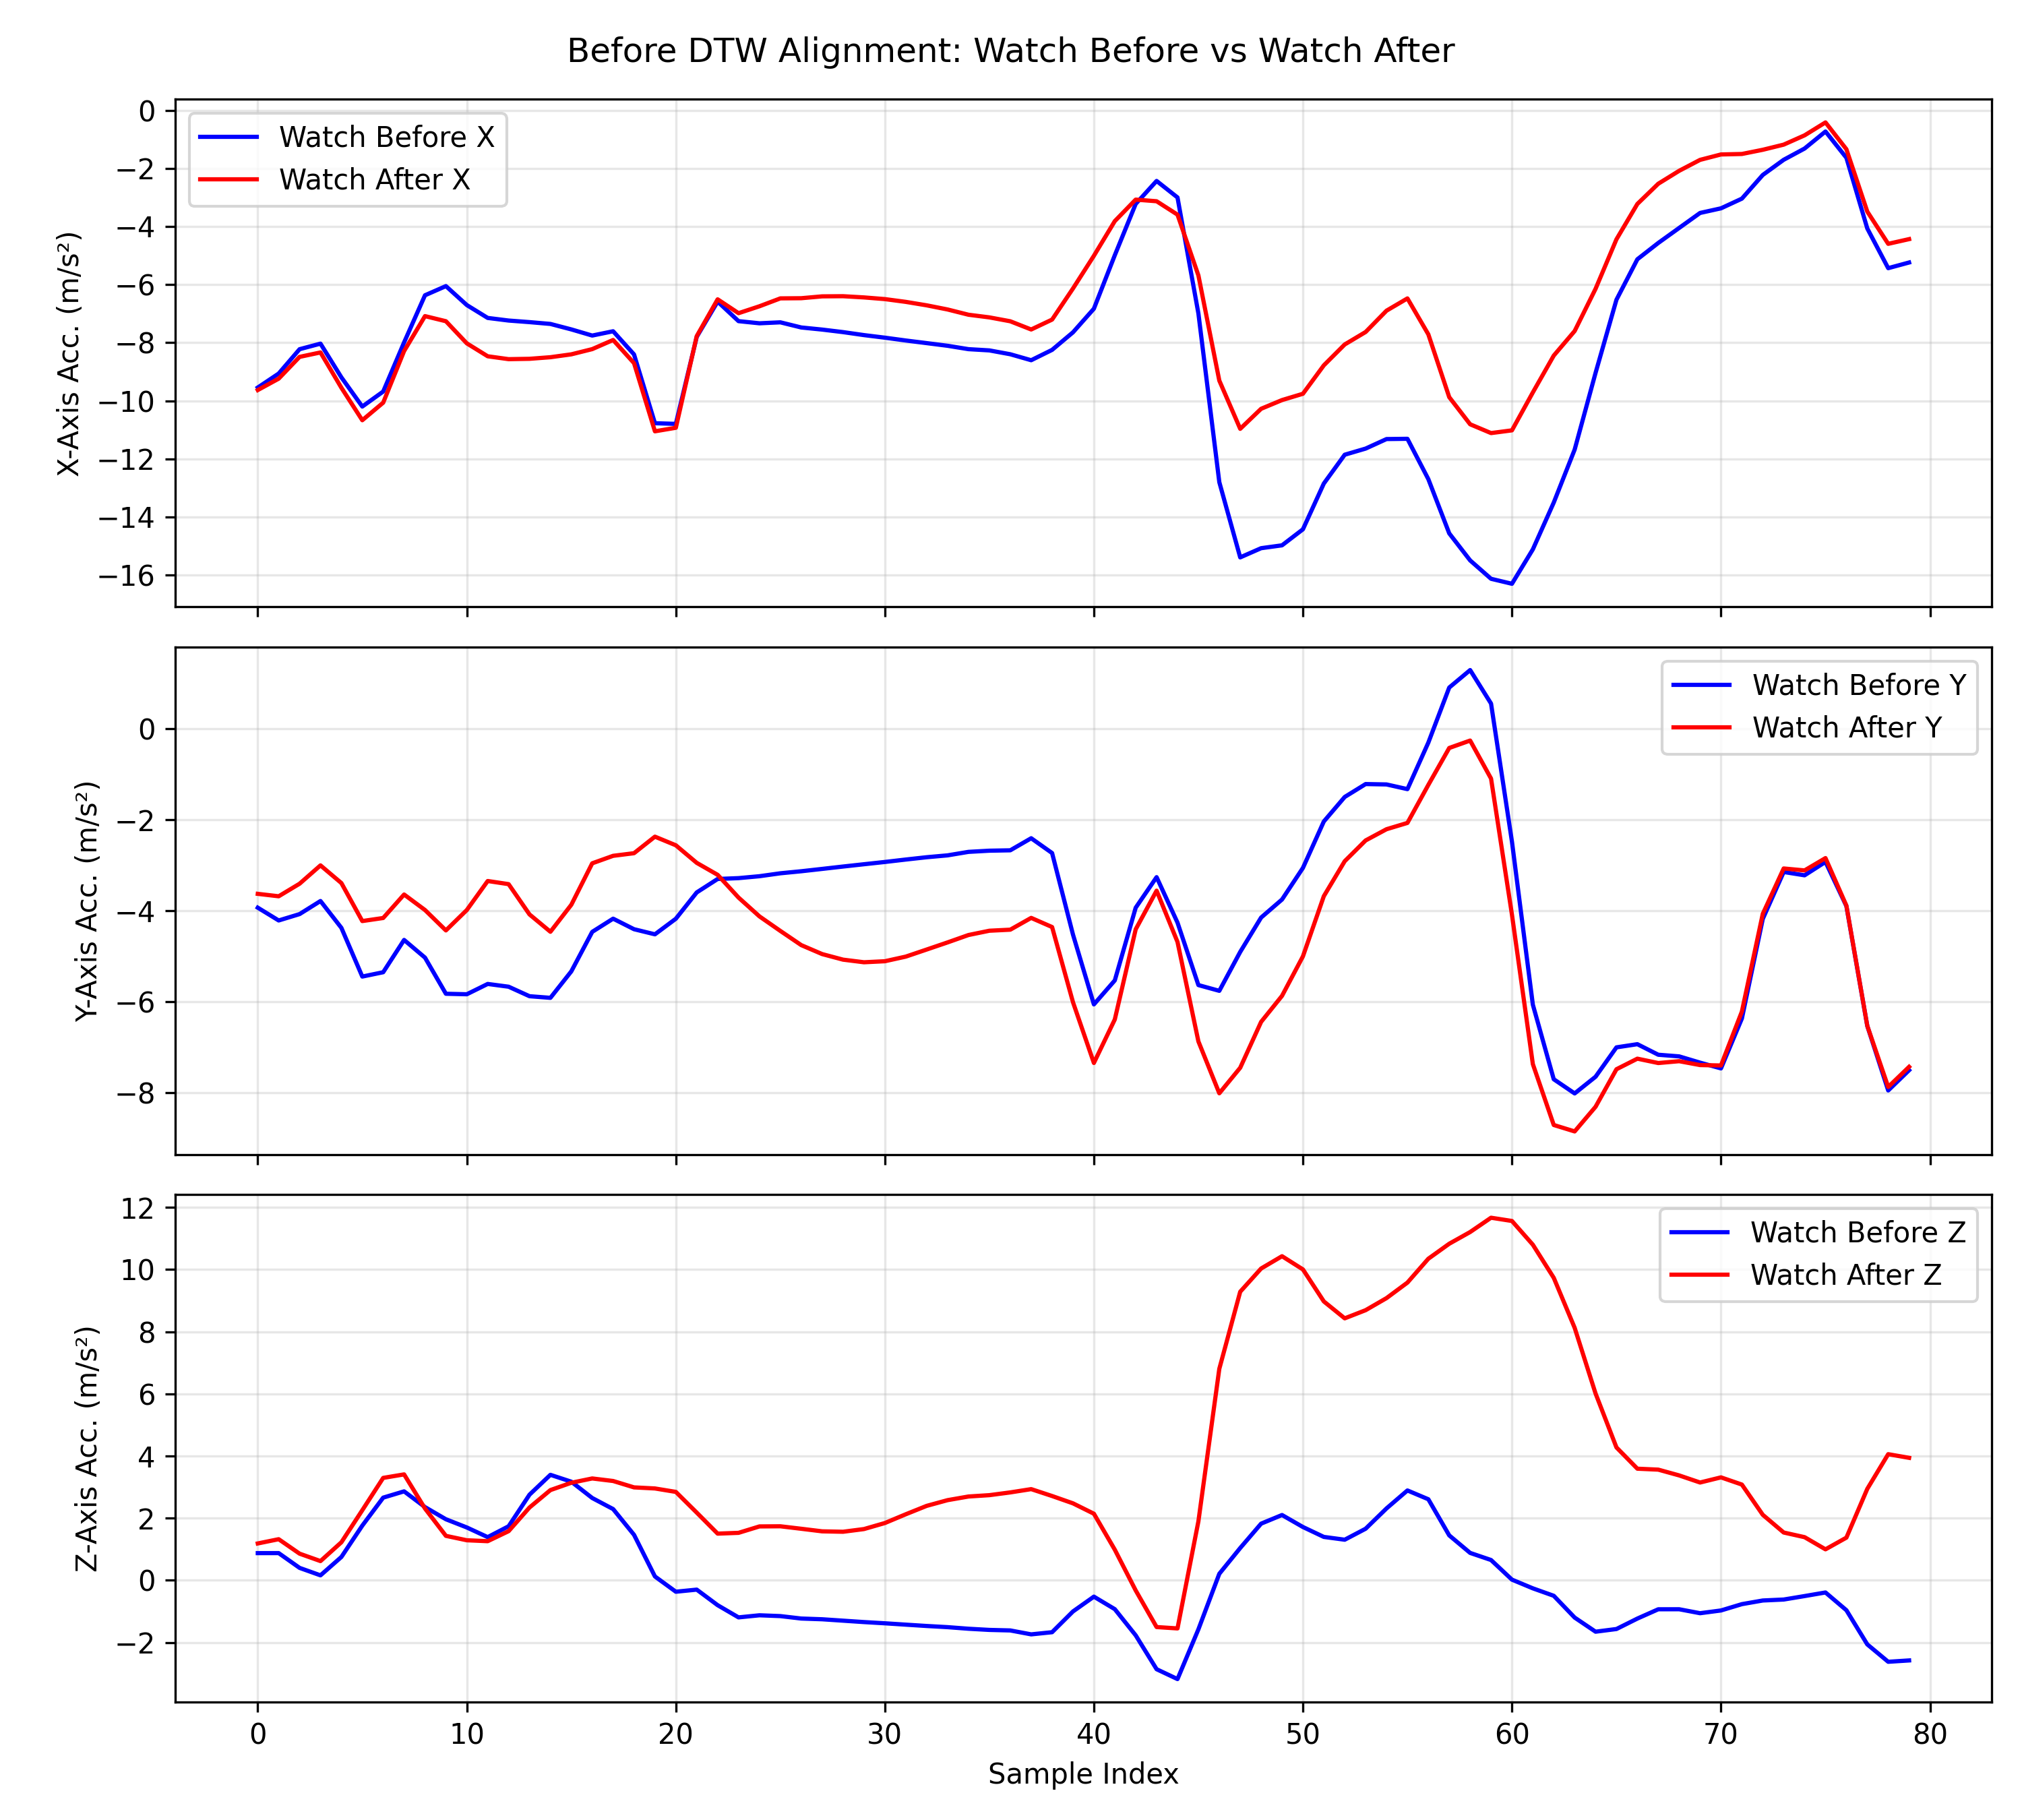 Before DTW Alignment: Watch Before vs Watch After
X-Axis Acc. (m/s²)
0
−2
−4
−6
−8
−10
−12
−14
−16
Watch Before X
Watch After X
Y-Axis Acc. (m/s²)
0
−2
−4
−6
−8
Watch Before Y
Watch After Y
Z-Axis Acc. (m/s²)
12
10
8
6
4
2
0
−2
Watch Before Z
Watch After Z
0 10 20 30 40 50 60 70 80
Sample Index